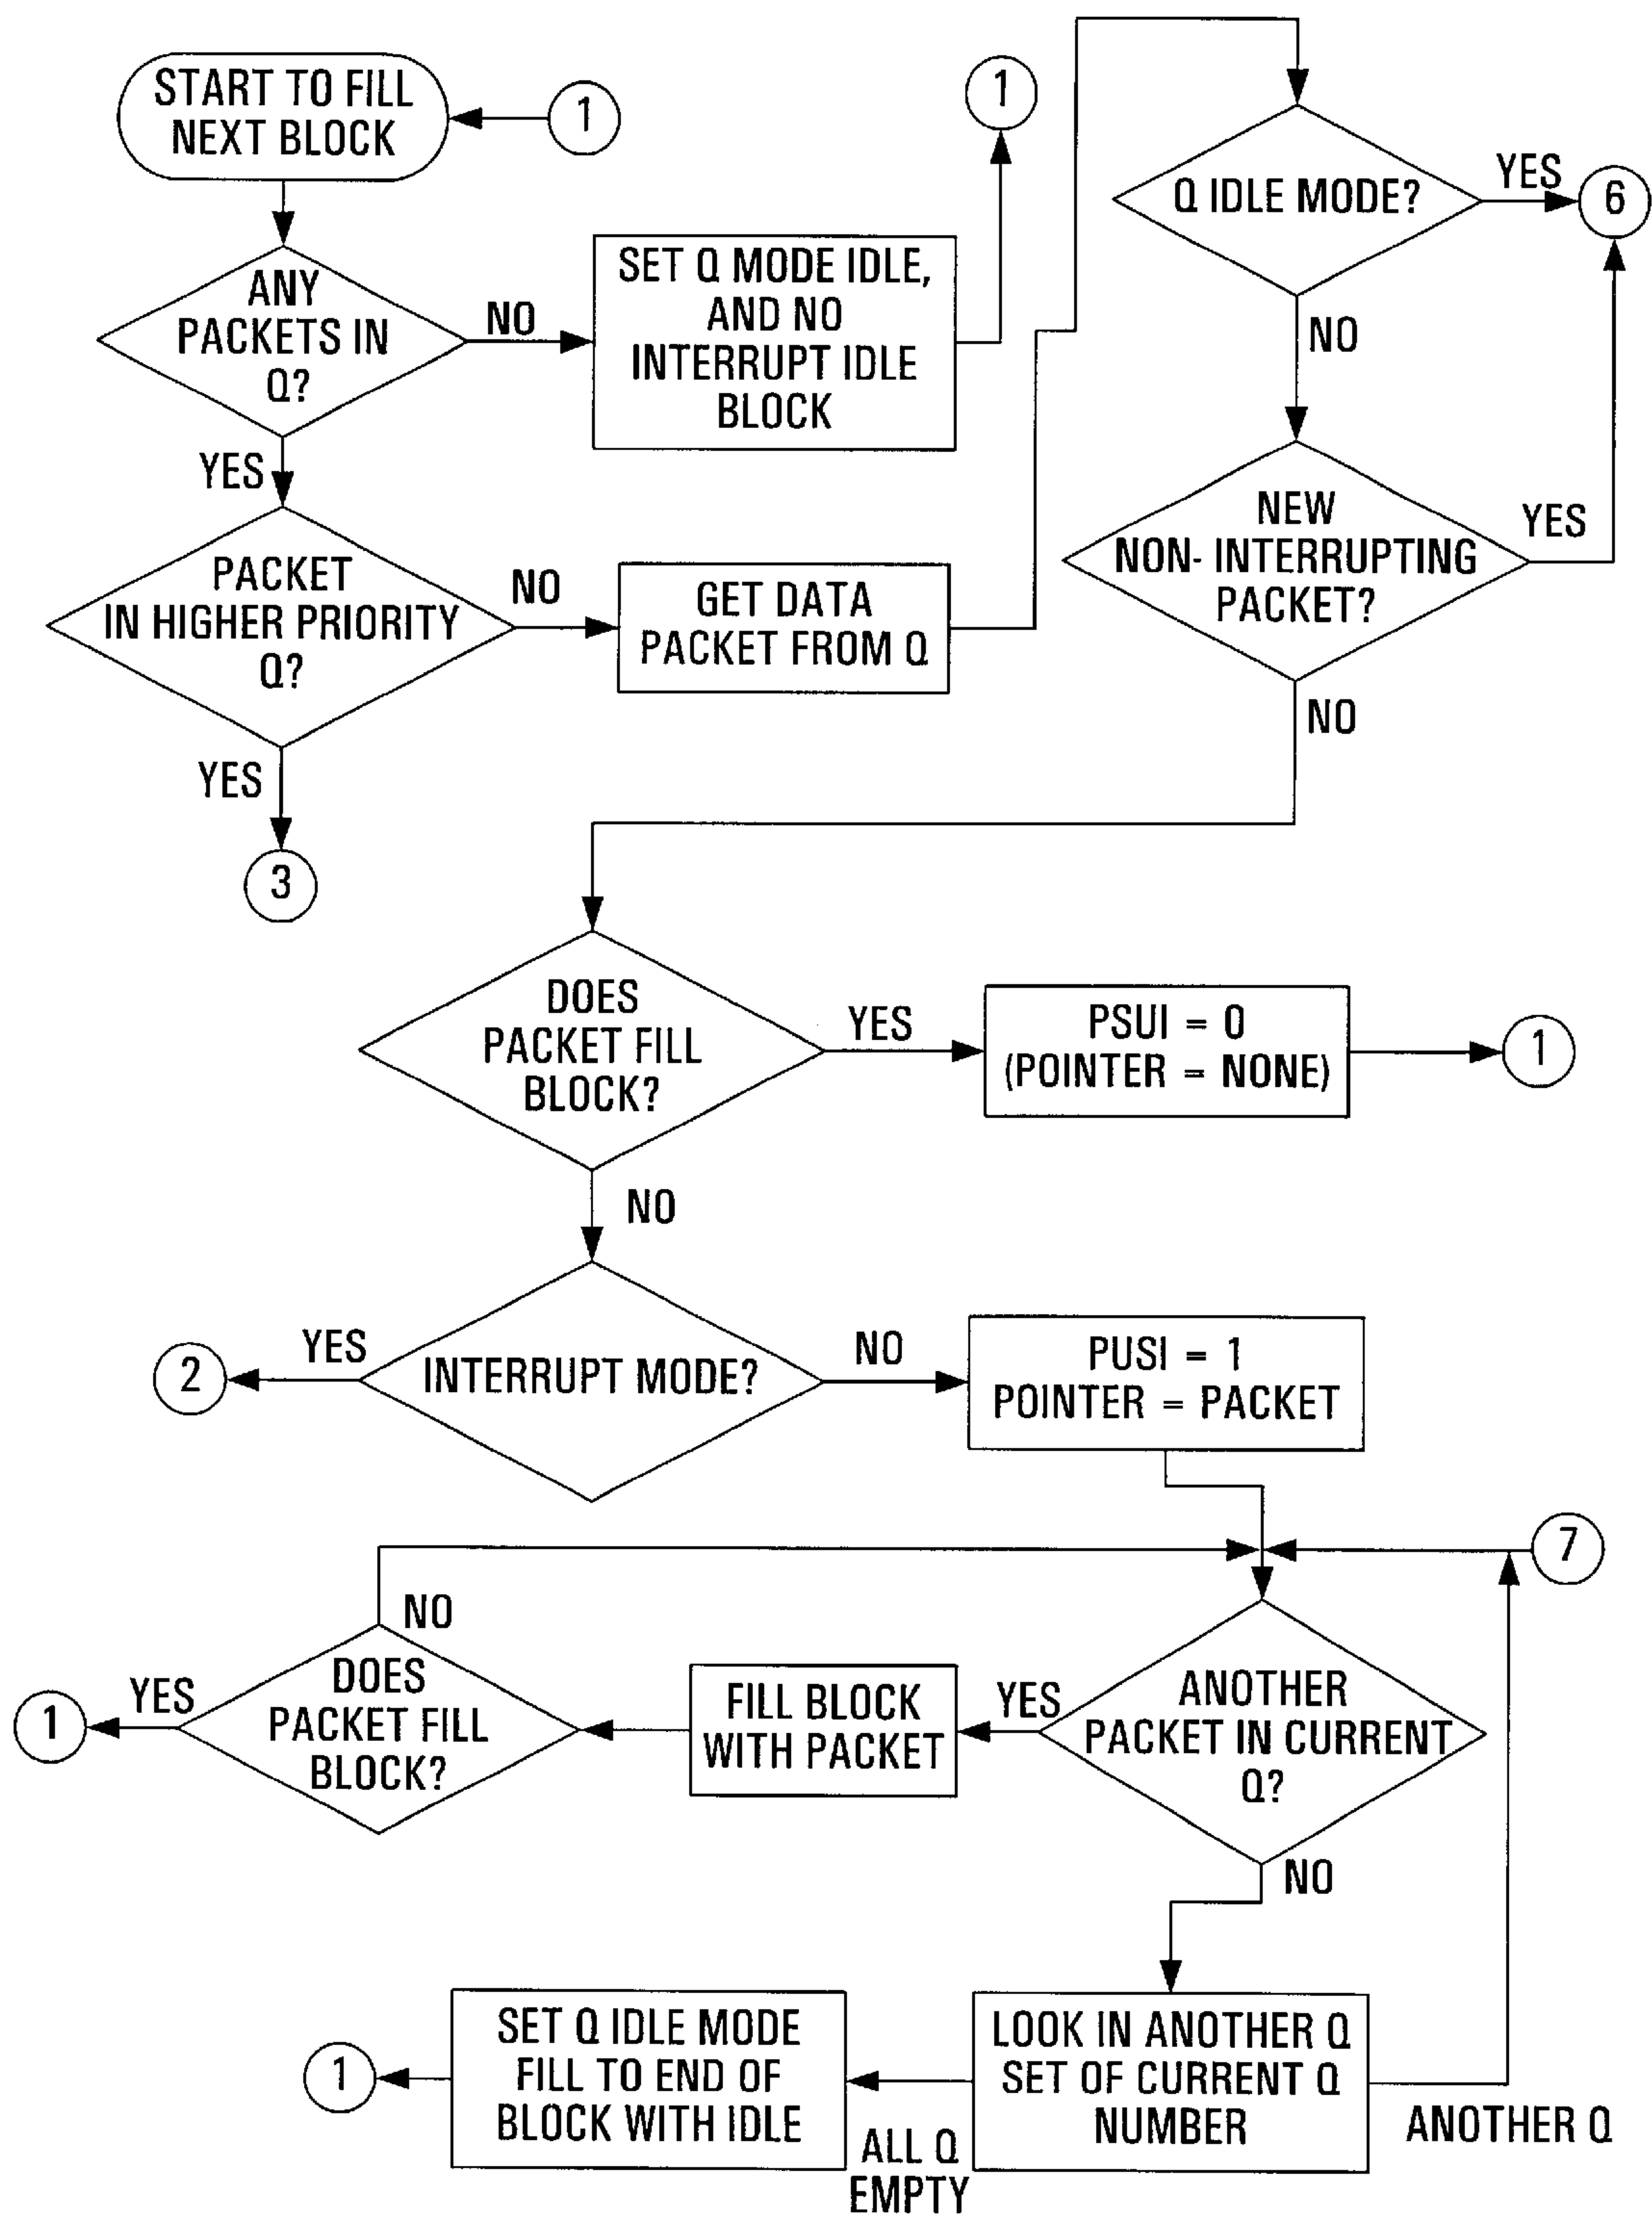 START TO FILL
NEXT BLOCK
1
ANY
PACKETS IN
Q?
NO
SET Q MODE IDLE,
AND NO
INTERRUPT IDLE
BLOCK
1
YES
PACKET
IN HIGHER PRIORITY
Q?
NO
GET DATA
PACKET FROM Q
YES
3
Q IDLE MODE?
YES
6
NO
NEW
NON- INTERRUPTING
PACKET?
YES
NO
DOES
PACKET FILL
BLOCK?
YES
PSUI = 0
(POINTER = NONE)
1
NO
INTERRUPT MODE?
YES
2
NO
PUSI = 1
POINTER = PACKET
7
ANOTHER
PACKET IN CURRENT
Q?
YES
FILL BLOCK
WITH PACKET
DOES
PACKET FILL
BLOCK?
NO
YES
1
NO
LOOK IN ANOTHER Q
SET OF CURRENT Q
NUMBER
ANOTHER Q
ALL Q
EMPTY
SET Q IDLE MODE
FILL TO END OF
BLOCK WITH IDLE
1